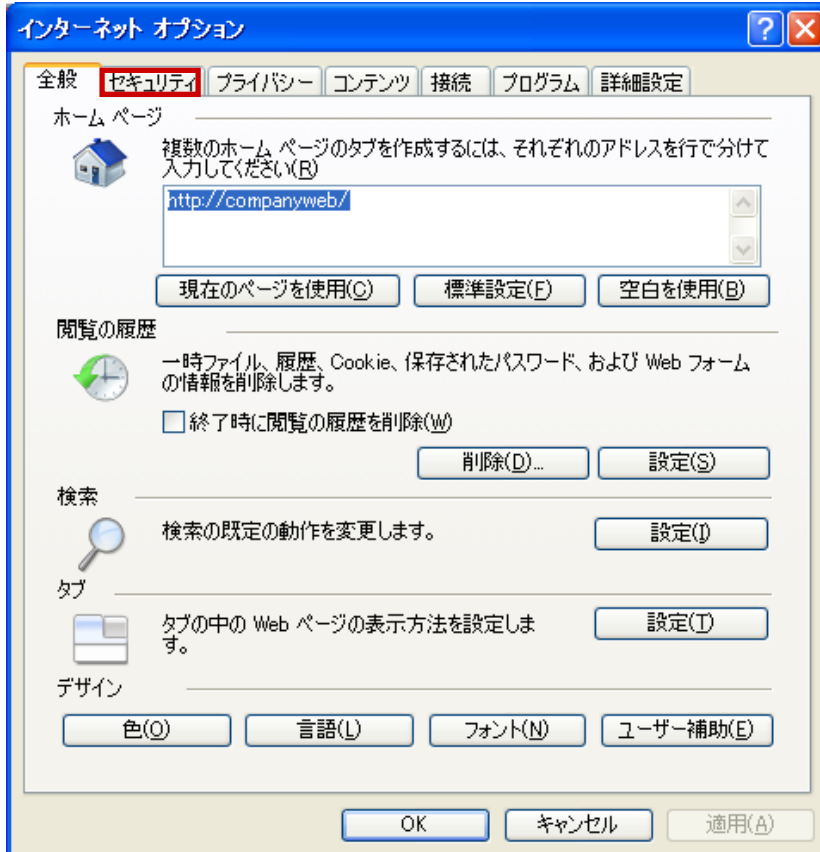 インターネット オプション
全般 セキュリティ プライバシー コンテンツ 接続 プログラム 詳細設定
ホーム ページ
複数のホーム ページのタブを作成するには、それぞれのアドレスを行で分けて
入力してください(R)
http://companyweb/
現在のページを使用(C) 標準設定(F) 空白を使用(B)
閲覧の履歴
一時ファイル、履歴、Cookie、保存されたパスワード、および Web フォーム
の情報を削除します。
終了時に閲覧の履歴を削除(W)
削除(D)... 設定(S)
検索
検索の既定の動作を変更します。 設定(I)
タブ
タブの中の Web ページの表示方法を設定しま 設定(T)
す。
デザイン
色(O) 言語(L) フォント(N) ユーザー補助(E)
OK キャンセル 適用(A)